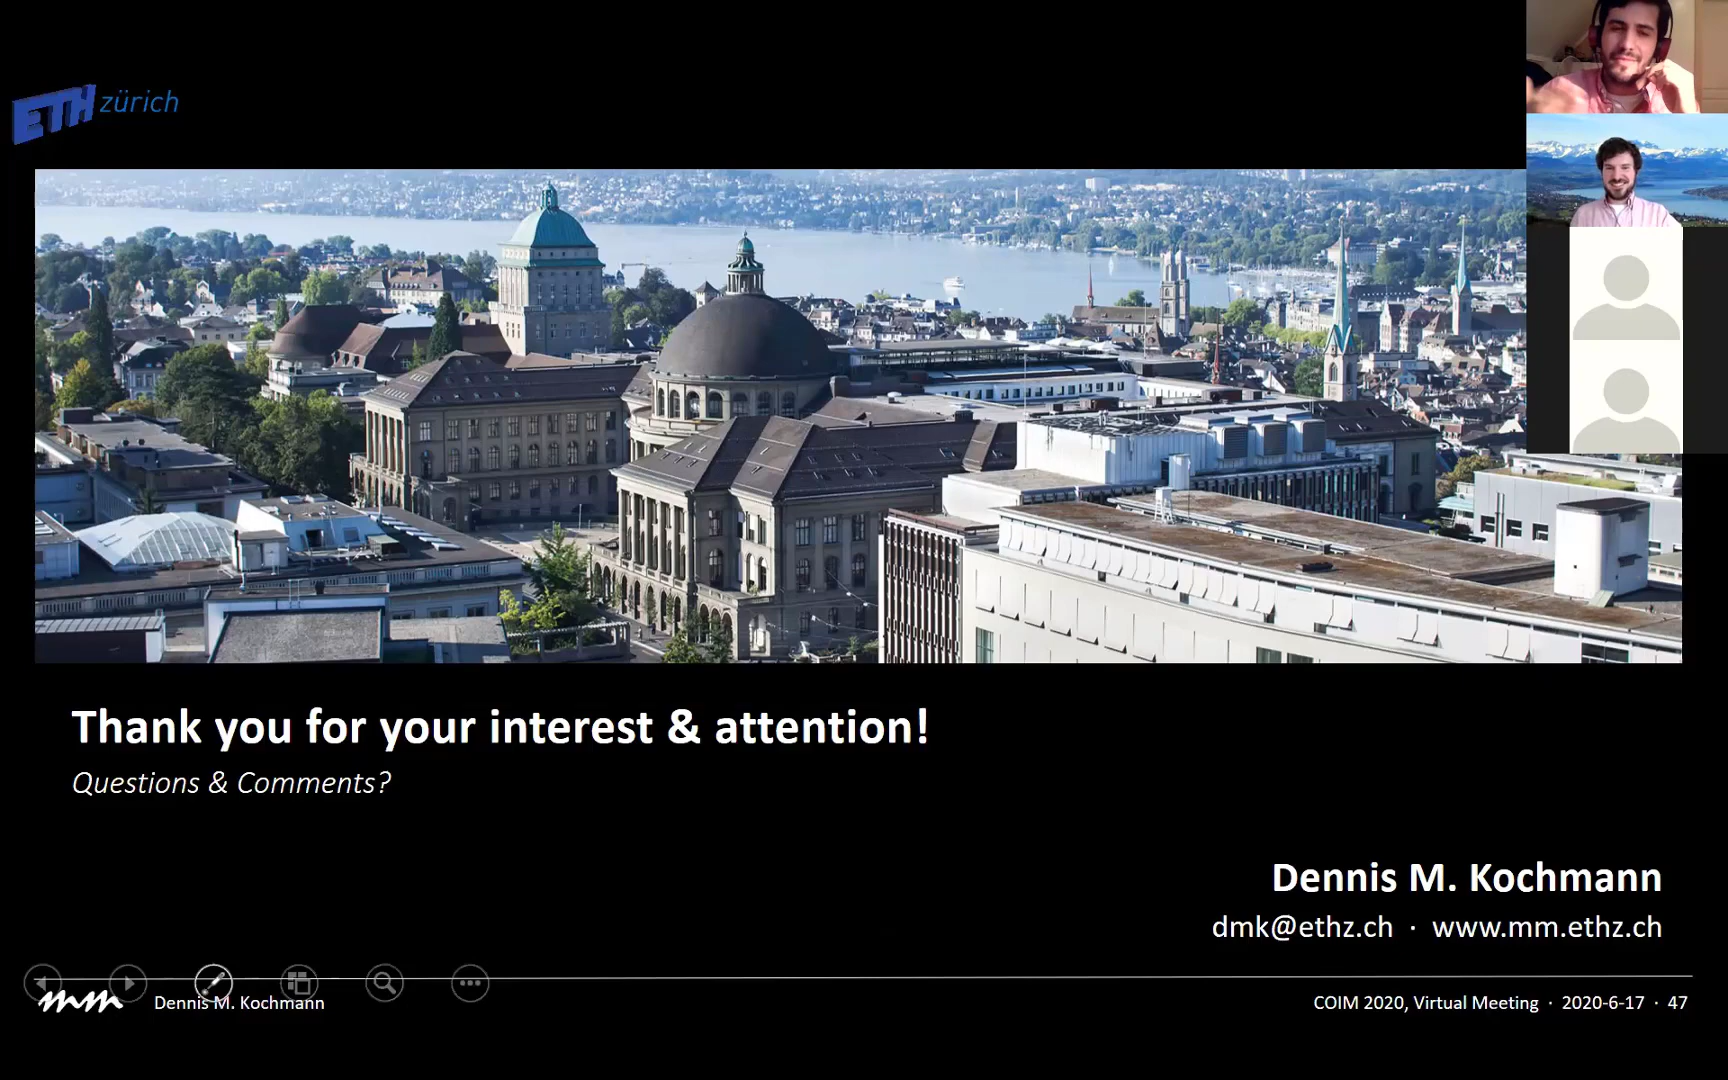 ETH zürich
Thank you for your interest & attention!
Questions & Comments?
Dennis M. Kochmann
dmk@ethz.ch · www.mm.ethz.ch
mm Dennis M. Kochmann
COIM 2020, Virtual Meeting · 2020-6-17 · 47